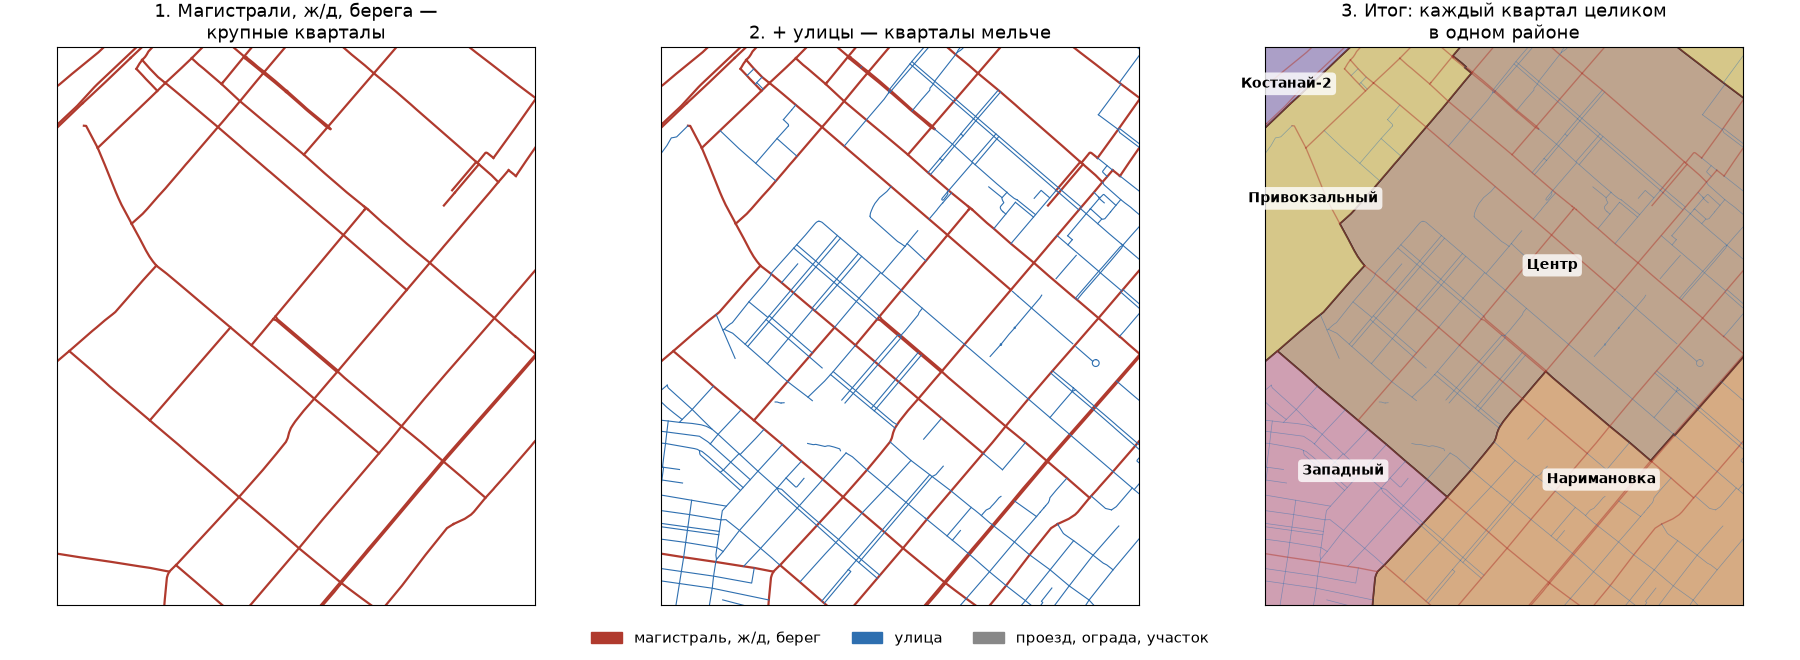 1. Магистрали, ж/д, берега —
крупные кварталы
2. + улицы — кварталы мельче
3. Итог: каждый квартал целиком
в одном районе
Костанай-2
Привокзальный
Центр
Западный
Наримановка
магистраль, ж/д, берег
улица
проезд, ограда, участок